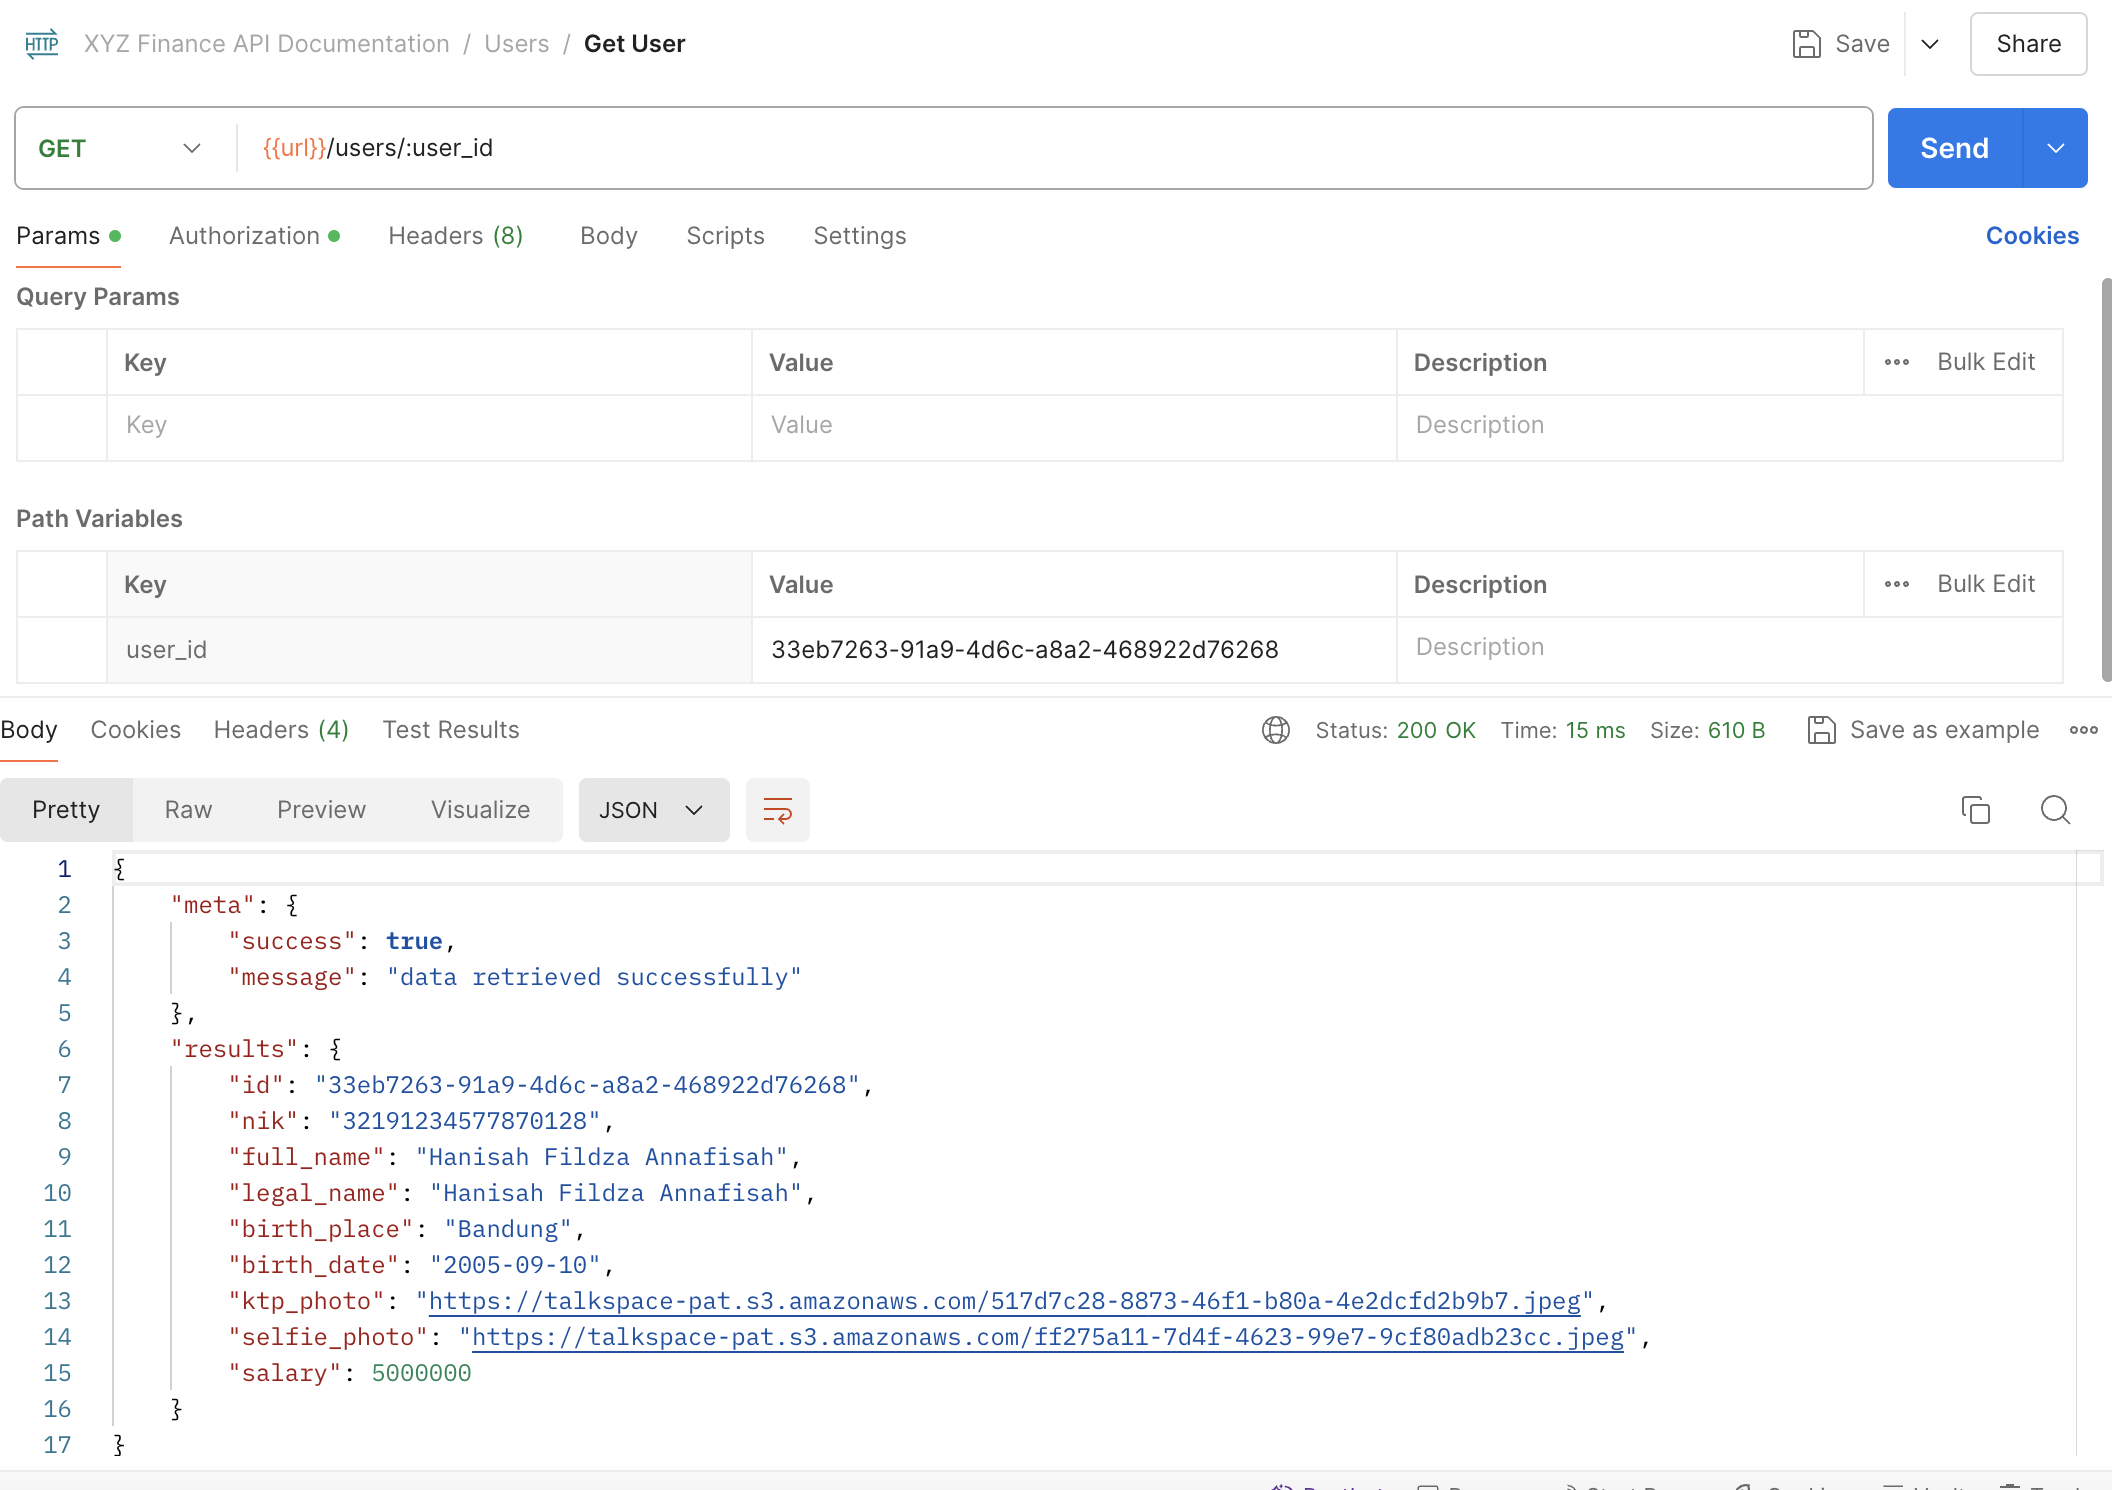 HTTP XYZ Finance API Documentation / Users / Get User Save Share
GET {{url}}/users/:user_id Send
Params Authorization Headers (8) Body Scripts Settings Cookies
Query Params
Key Value Description Bulk Edit
Key Value Description
Path Variables
Key Value Description Bulk Edit
user_id 33eb7263-91a9-4d6c-a8a2-468922d76268 Description
Body Cookies Headers (4) Test Results Status: 200 OK Time: 15 ms Size: 610 B Save as example
Pretty Raw Preview Visualize JSON
1 {
2 "meta": {
3 "success": true,
4 "message": "data retrieved successfully"
5 },
6 "results": {
7 "id": "33eb7263-91a9-4d6c-a8a2-468922d76268",
8 "nik": "32191234577870128",
9 "full_name": "Hanisah Fildza Annafisah",
10 "legal_name": "Hanisah Fildza Annafisah",
11 "birth_place": "Bandung",
12 "birth_date": "2005-09-10",
13 "ktp_photo": "https://talkspace-pat.s3.amazonaws.com/517d7c28-8873-46f1-b80a-4e2dcfd2b9b7.jpeg",
14 "selfie_photo": "https://talkspace-pat.s3.amazonaws.com/ff275a11-7d4f-4623-99e7-9cf80adb23cc.jpeg",
15 "salary": 5000000
16 }
17 }